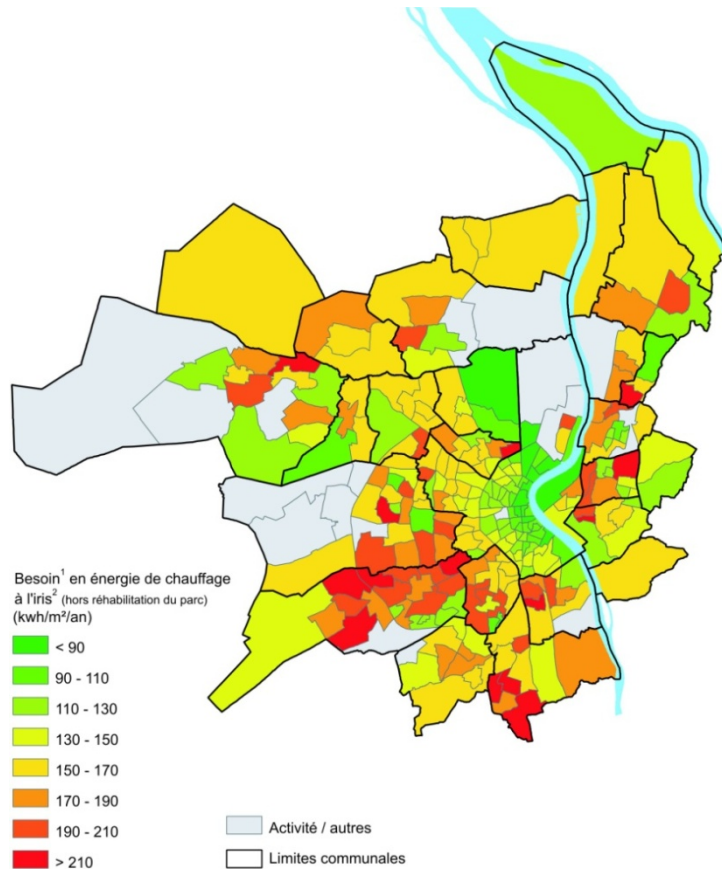 Besoin¹ en énergie de chauffage
à l'iris² (hors réhabilitation du parc)
(kwh/m²/an)
< 90
90 - 110
110 - 130
130 - 150
150 - 170
170 - 190
190 - 210
> 210
Activité / autres
Limites communales